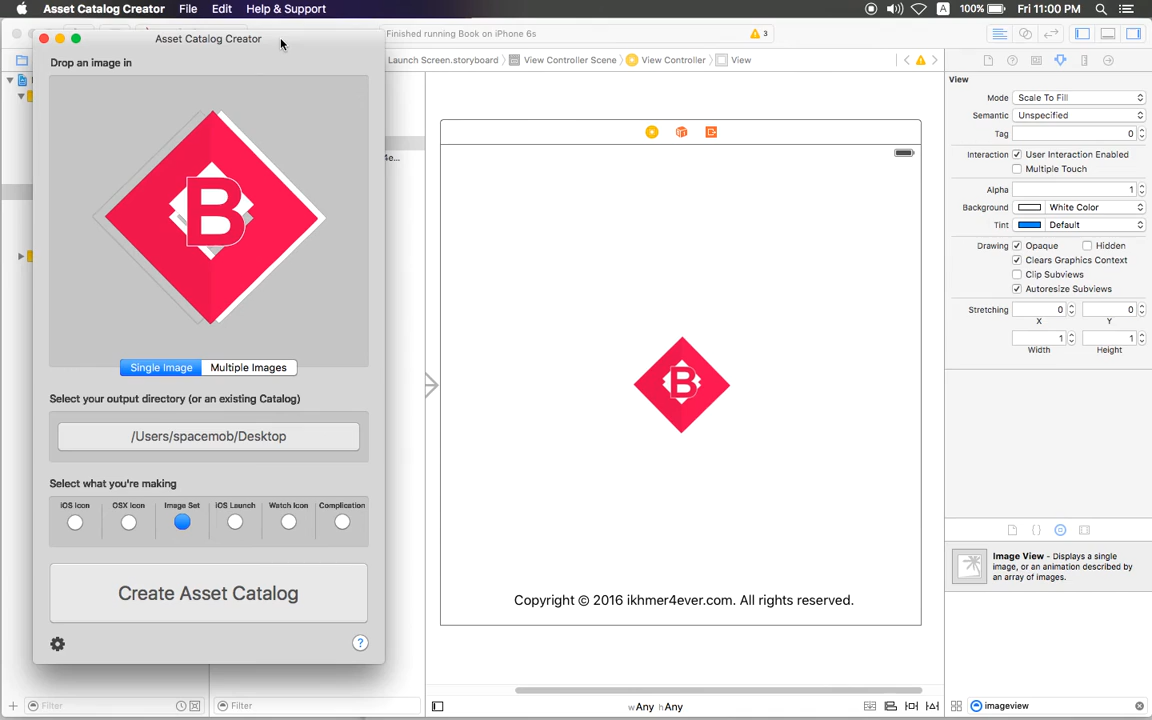 Asset Catalog Creator File Edit Help & Support
A 100% Fri 11:00 PM
Asset Catalog Creator
Finished running Book on iPhone 6s
3
Launch Screen.storyboard View Controller Scene View Controller View
Drop an image in
B
Single Image Multiple Images
Select your output directory (or an existing Catalog)
/Users/spacemob/Desktop
Select what you're making
iOS Icon OSX Icon Image Set iOS Launch Watch Icon Complication
Create Asset Catalog
?
Filter
Filter
B
Copyright © 2016 ikhmer4ever.com. All rights reserved.
wAny hAny
View
Mode Scale To Fill
Semantic Unspecified
Tag 0
Interaction User Interaction Enabled
Multiple Touch
Alpha 1
Background White Color
Tint Default
Drawing Opaque Hidden
Clears Graphics Context
Clip Subviews
Autoresize Subviews
Stretching 0 0
X Y
1 1
Width Height
Image View - Displays a single
image, or an animation described by
an array of images.
imageview